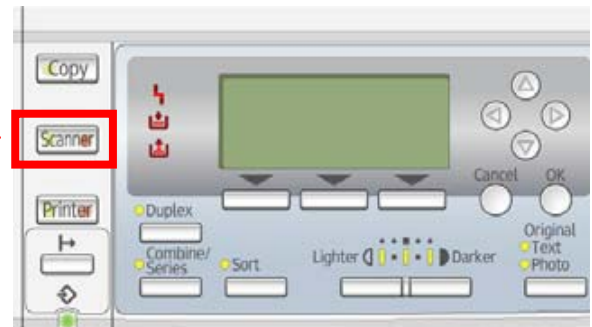 Copy
Scanner
Printer
Cancel OK
Duplex
Combine/
Series
Sort
Lighter
Darker
Original
Text
Photo